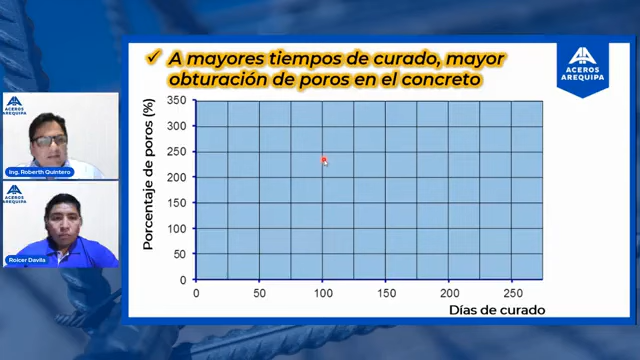 ✓ A mayores tiempos de curado, mayor
obturación de poros en el concreto
ACEROS
AREQUIPA
ACEROS
AREQUIPA
Ing. Roberth Quintero
ACEROS
AREQUIPA
Roicer Davila
Porcentaje de poros (%)
350
300
250
200
150
100
50
0
0
50
100
150
200
250
Días de curado